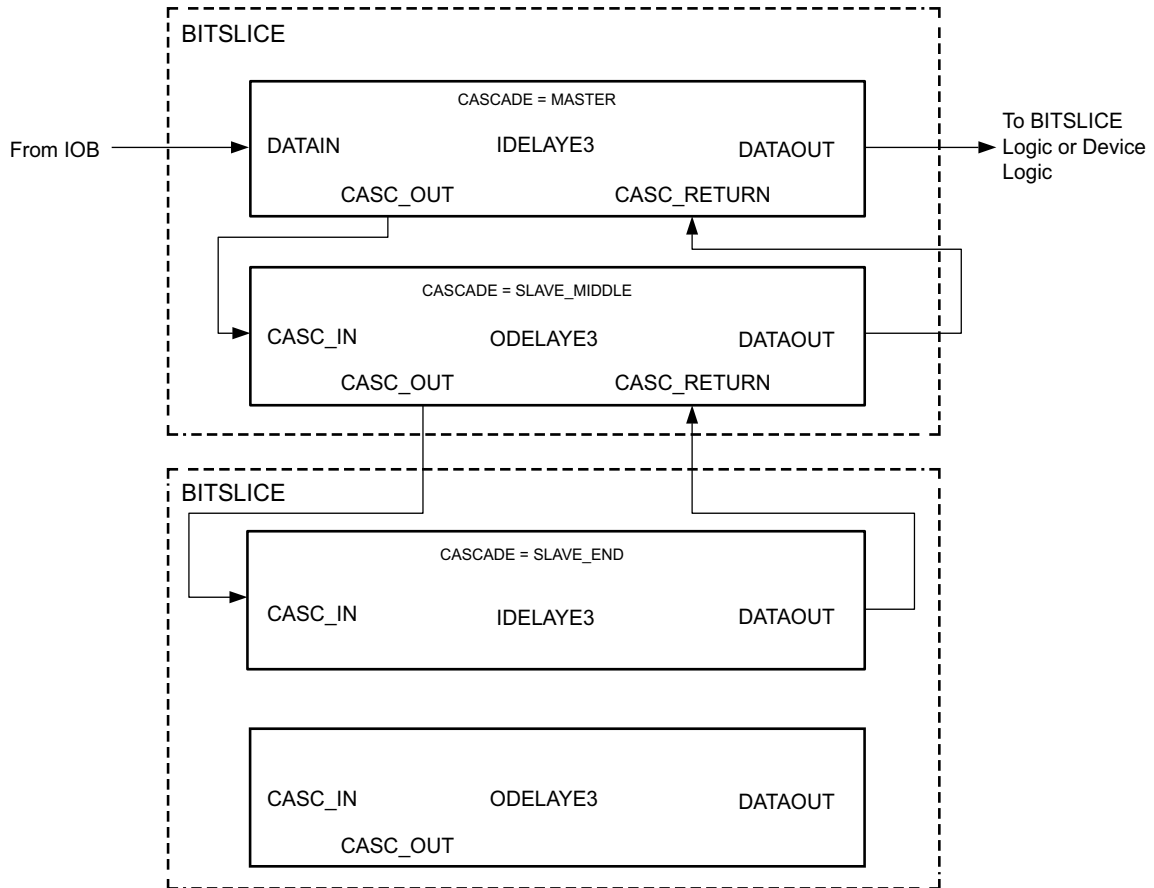 BITSLICE
CASCADE = MASTER
From IOB
DATAIN
IDELAYE3
DATAOUT
To BITSLICE
Logic or Device
Logic
CASC_OUT
CASC_RETURN
CASCADE = SLAVE_MIDDLE
CASC_IN
ODELAYE3
DATAOUT
CASC_OUT
CASC_RETURN
BITSLICE
CASCADE = SLAVE_END
CASC_IN
IDELAYE3
DATAOUT
CASC_IN
ODELAYE3
DATAOUT
CASC_OUT